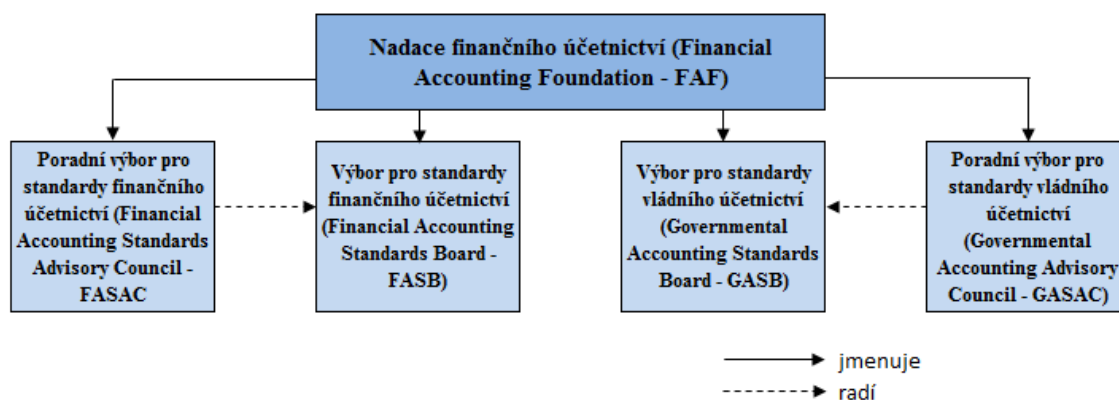 Nadace finančního účetnictví (Financial
Accounting Foundation - FAF)
Poradní výbor pro
standardy finančního
účetnictví (Financial
Accounting Standards
Advisory Council -
FASAC
Výbor pro standardy
finančního účetnictví
(Financial Accounting
Standards Board -
FASB)
Výbor pro standardy
vládního účetnictví
(Governmental
Accounting Standards
Board - GASB)
Poradní výbor pro
standardy vládního
účetnictví
(Governmental
Accounting Advisory
Council - GASAC)
jmenuje
radí